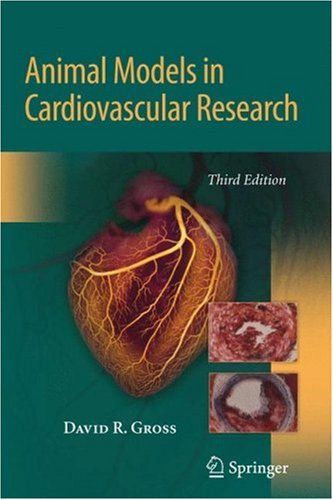 Animal Models in
Cardiovascular Research
Third Edition
DAVID R. GROSS
Springer